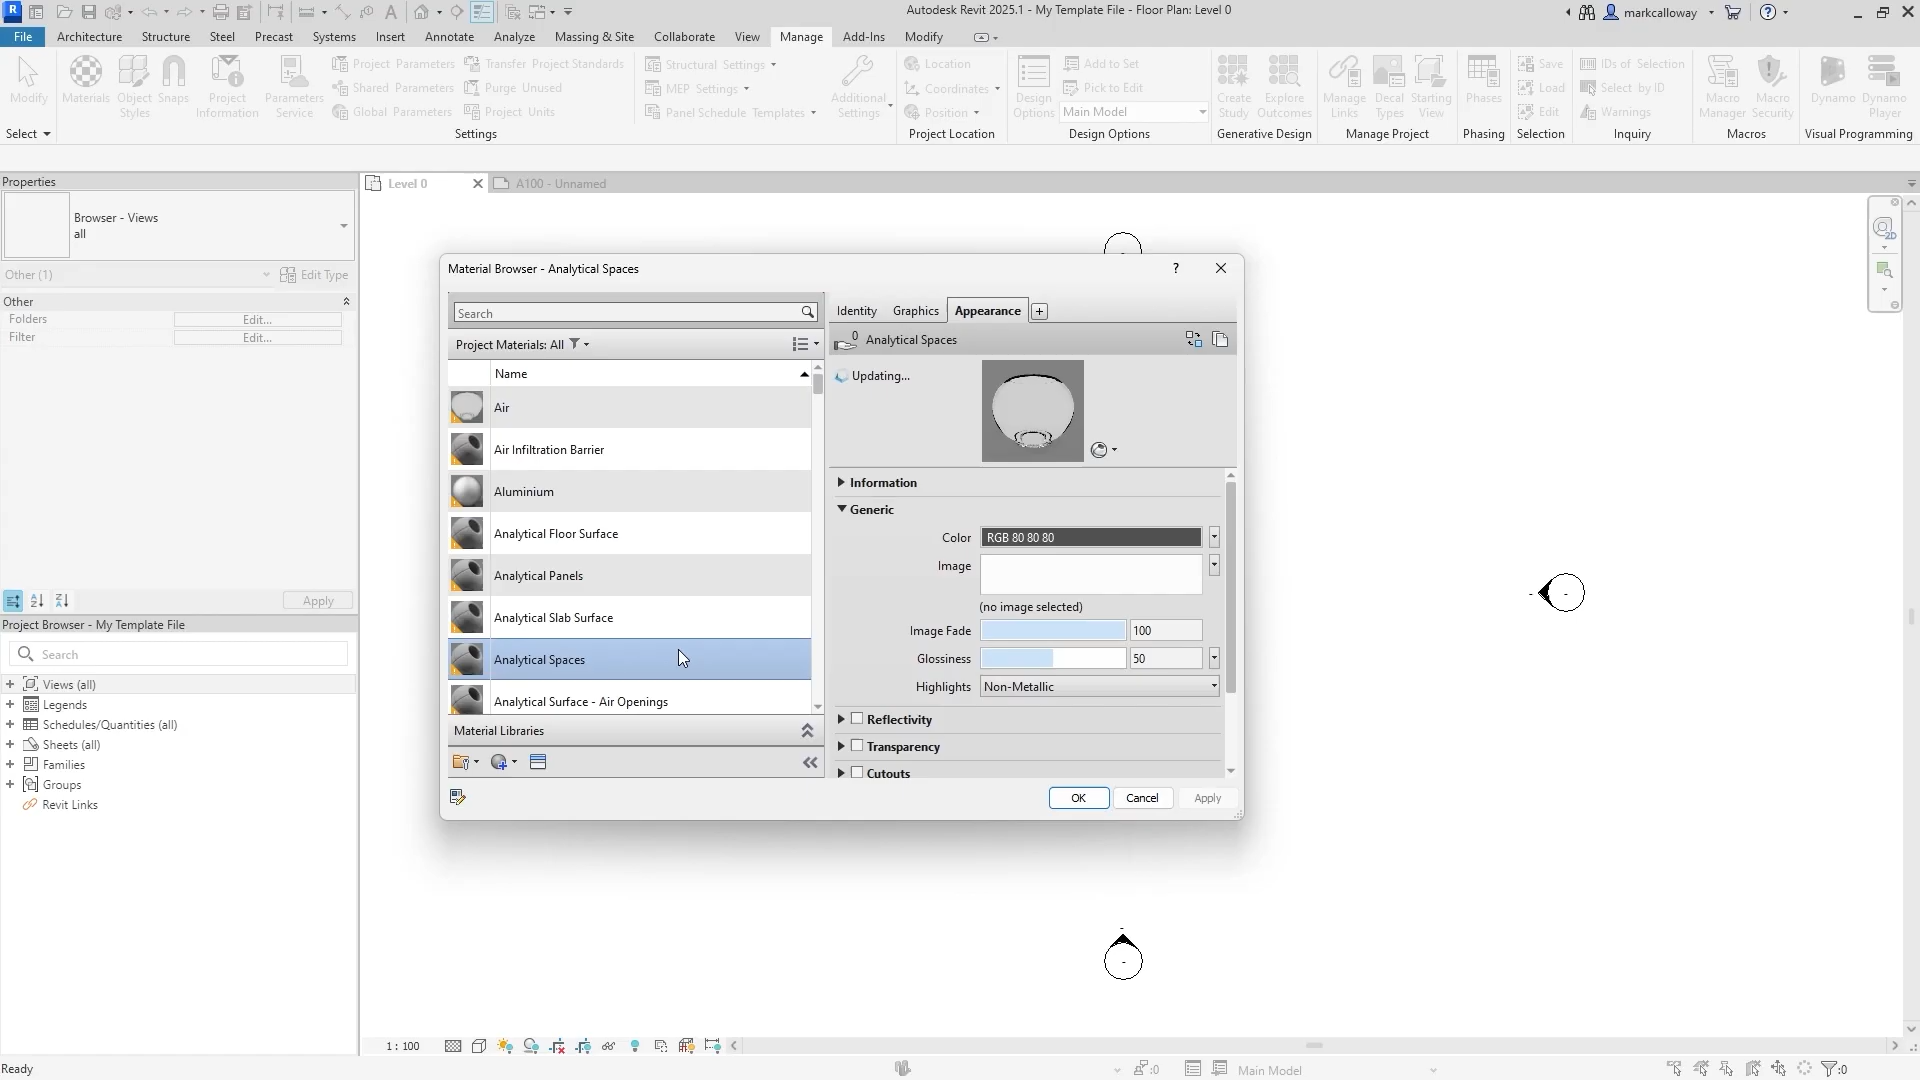 Autodesk Revit 2025.1 - My Template File - Floor Plan: Level 0
markcalloway
File Architecture Structure Steel Precast Systems Insert Annotate Analyze Massing & Site Collaborate View Manage Add-Ins Modify
Modify
Materials
Object Styles
Snaps
Project Information
Parameters Service
Project Parameters
Shared Parameters
Global Parameters
Transfer Project Standards
Purge Unused
Project Units
Structural Settings
MEP Settings
Panel Schedule Templates
Additional Settings
Location
Coordinates
Position
Design Options
Add to Set
Pick to Edit
Main Model
Create Study
Explore Outcomes
Manage Links
Decal Types
Starting View
Phases
Save
Load
Edit
IDs of Selection
Select by ID
Warnings
Macro Manager
Macro Security
Dynamo
Dynamo Player
Select
Settings
Project Location
Design Options
Generative Design
Manage Project
Phasing
Selection
Inquiry
Macros
Visual Programming
Properties
Browser - Views
all
Other (1)
Edit Type
Other
Folders Edit...
Filter Edit...
Apply
Project Browser - My Template File
Search
Views (all)
Legends
Schedules/Quantities (all)
Sheets (all)
Families
Groups
Revit Links
Level 0
A100 - Unnamed
2D
Material Browser - Analytical Spaces
?
Search
Project Materials: All
Name
Air
Air Infiltration Barrier
Aluminium
Analytical Floor Surface
Analytical Panels
Analytical Slab Surface
Analytical Spaces
Analytical Surface - Air Openings
Material Libraries
Identity Graphics Appearance +
0
Analytical Spaces
Updating...
Information
Generic
Color RGB 80 80 80
Image
(no image selected)
Image Fade 100
Glossiness 50
Highlights Non-Metallic
Reflectivity
Transparency
Cutouts
OK Cancel Apply
1 : 100
Ready
:0
Main Model
:0